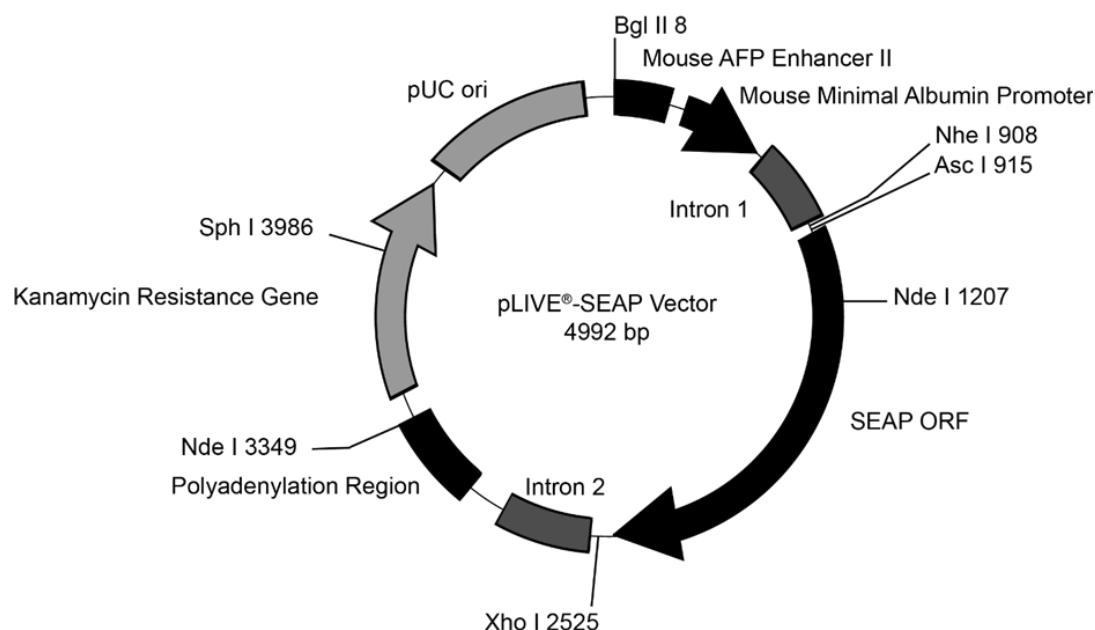 Bgl II 8
Mouse AFP Enhancer II
pUC ori
Mouse Minimal Albumin Promoter
Nhe I 908
Asc I 915
Intron 1
Sph I 3986
Kanamycin Resistance Gene
pLIVE®-SEAP Vector
4992 bp
Nde I 1207
SEAP ORF
Nde I 3349
Polyadenylation Region
Intron 2
Xho I 2525